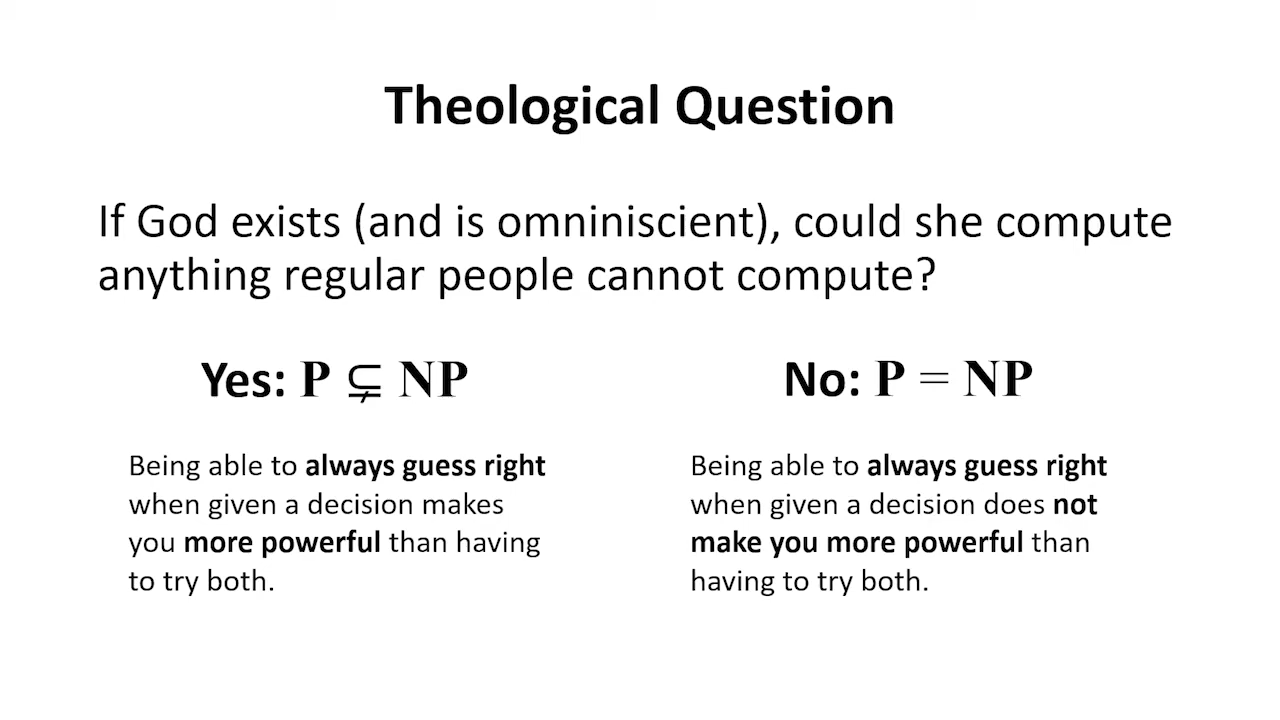 Theological Question
If God exists (and is omniniscient), could she compute
anything regular people cannot compute?
Yes: P ⊊ NP
Being able to always guess right
when given a decision makes
you more powerful than having
to try both.
No: P = NP
Being able to always guess right
when given a decision does not
make you more powerful than
having to try both.